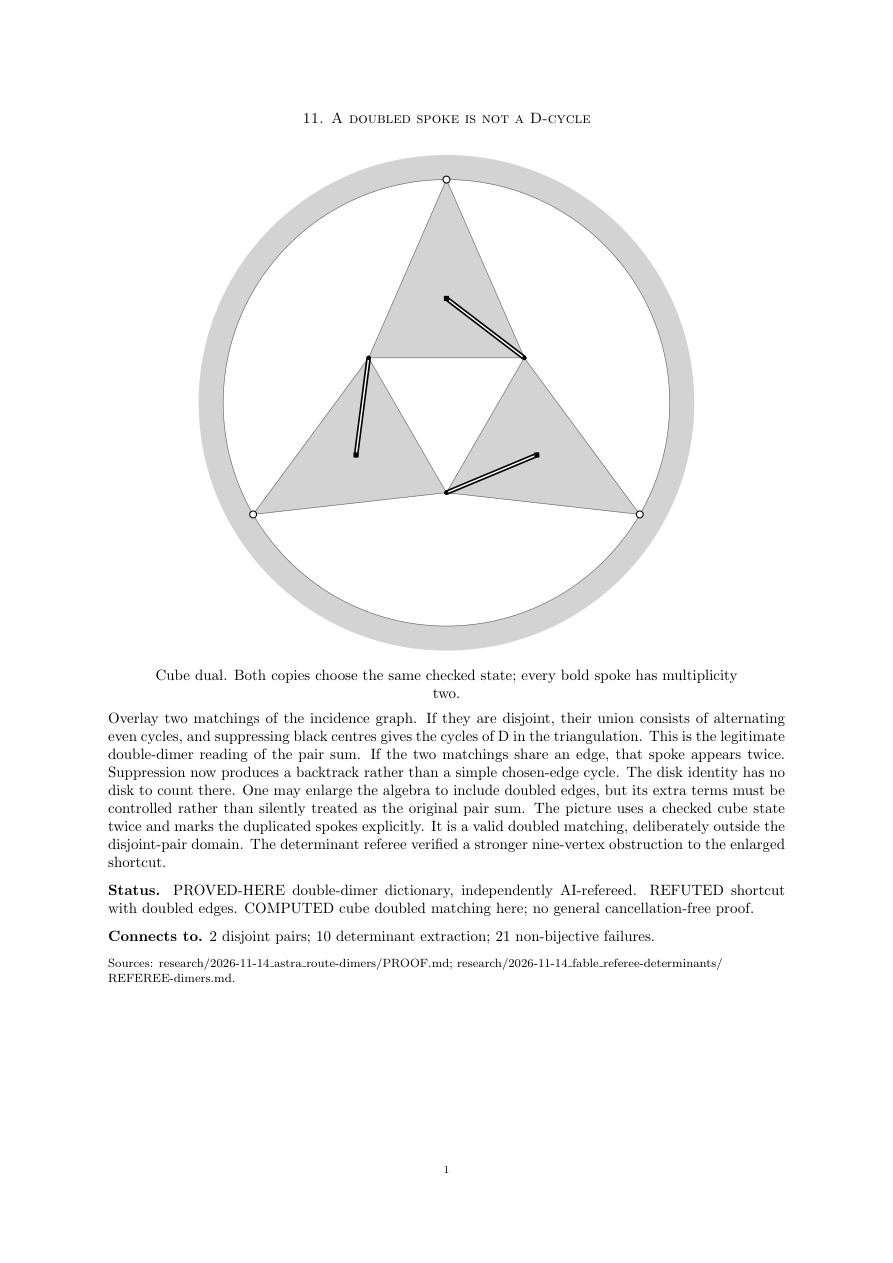 11. A DOUBLED SPOKE IS NOT A D-CYCLE
Cube dual. Both copies choose the same checked state; every bold spoke has multiplicity
two.
Overlay two matchings of the incidence graph. If they are disjoint, their union consists of alternating
even cycles, and suppressing black centres gives the cycles of D in the triangulation. This is the legitimate
double-dimer reading of the pair sum. If the two matchings share an edge, that spoke appears twice.
Suppression now produces a backtrack rather than a simple chosen-edge cycle. The disk identity has no
disk to count there. One may enlarge the algebra to include doubled edges, but its extra terms must be
controlled rather than silently treated as the original pair sum. The picture uses a checked cube state
twice and marks the duplicated spokes explicitly. It is a valid doubled matching, deliberately outside the
disjoint-pair domain. The determinant referee verified a stronger nine-vertex obstruction to the enlarged
shortcut.
Status. PROVED-HERE double-dimer dictionary, independently AI-refereed. REFUTED shortcut
with doubled edges. COMPUTED cube doubled matching here; no general cancellation-free proof.
Connects to. 2 disjoint pairs; 10 determinant extraction; 21 non-bijective failures.
Sources: research/2026-11-14_astra_route-dimers/PROOF.md; research/2026-11-14_fable_referee-determinants/
REFEREE-dimers.md.
1